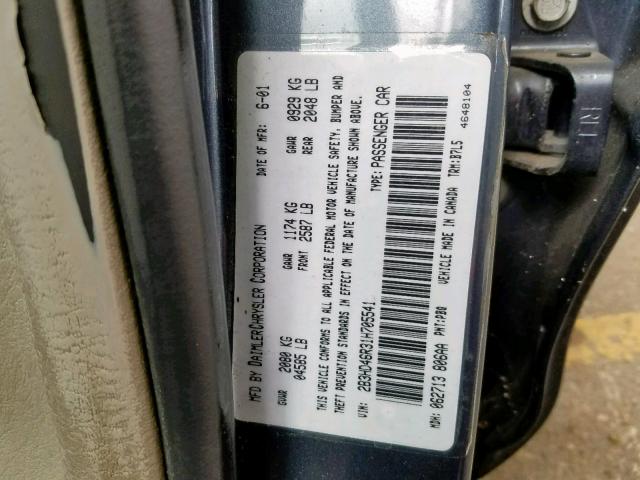 MFD BY DAIMLERCHRYSLER CORPORATION DATE OF MFR: 6-01
GVWR 2080 KG 04585 LB GAWR FRONT 1174 KG 2587 LB GAWR REAR 0929 KG 2048 LB
THIS VEHICLE CONFORMS TO ALL APPLICABLE FEDERAL MOTOR VEHICLE SAFETY, BUMPER AND
THEFT PREVENTION STANDARDS IN EFFECT ON THE DATE OF MANUFACTURE SHOWN ABOVE.
VIN: 2B3HD46R31H705541 TYPE: PASSENGER CAR
MDH: 062713 806AA PNT: PBQ VEHICLE MADE IN CANADA TRM: B7L5
4648104